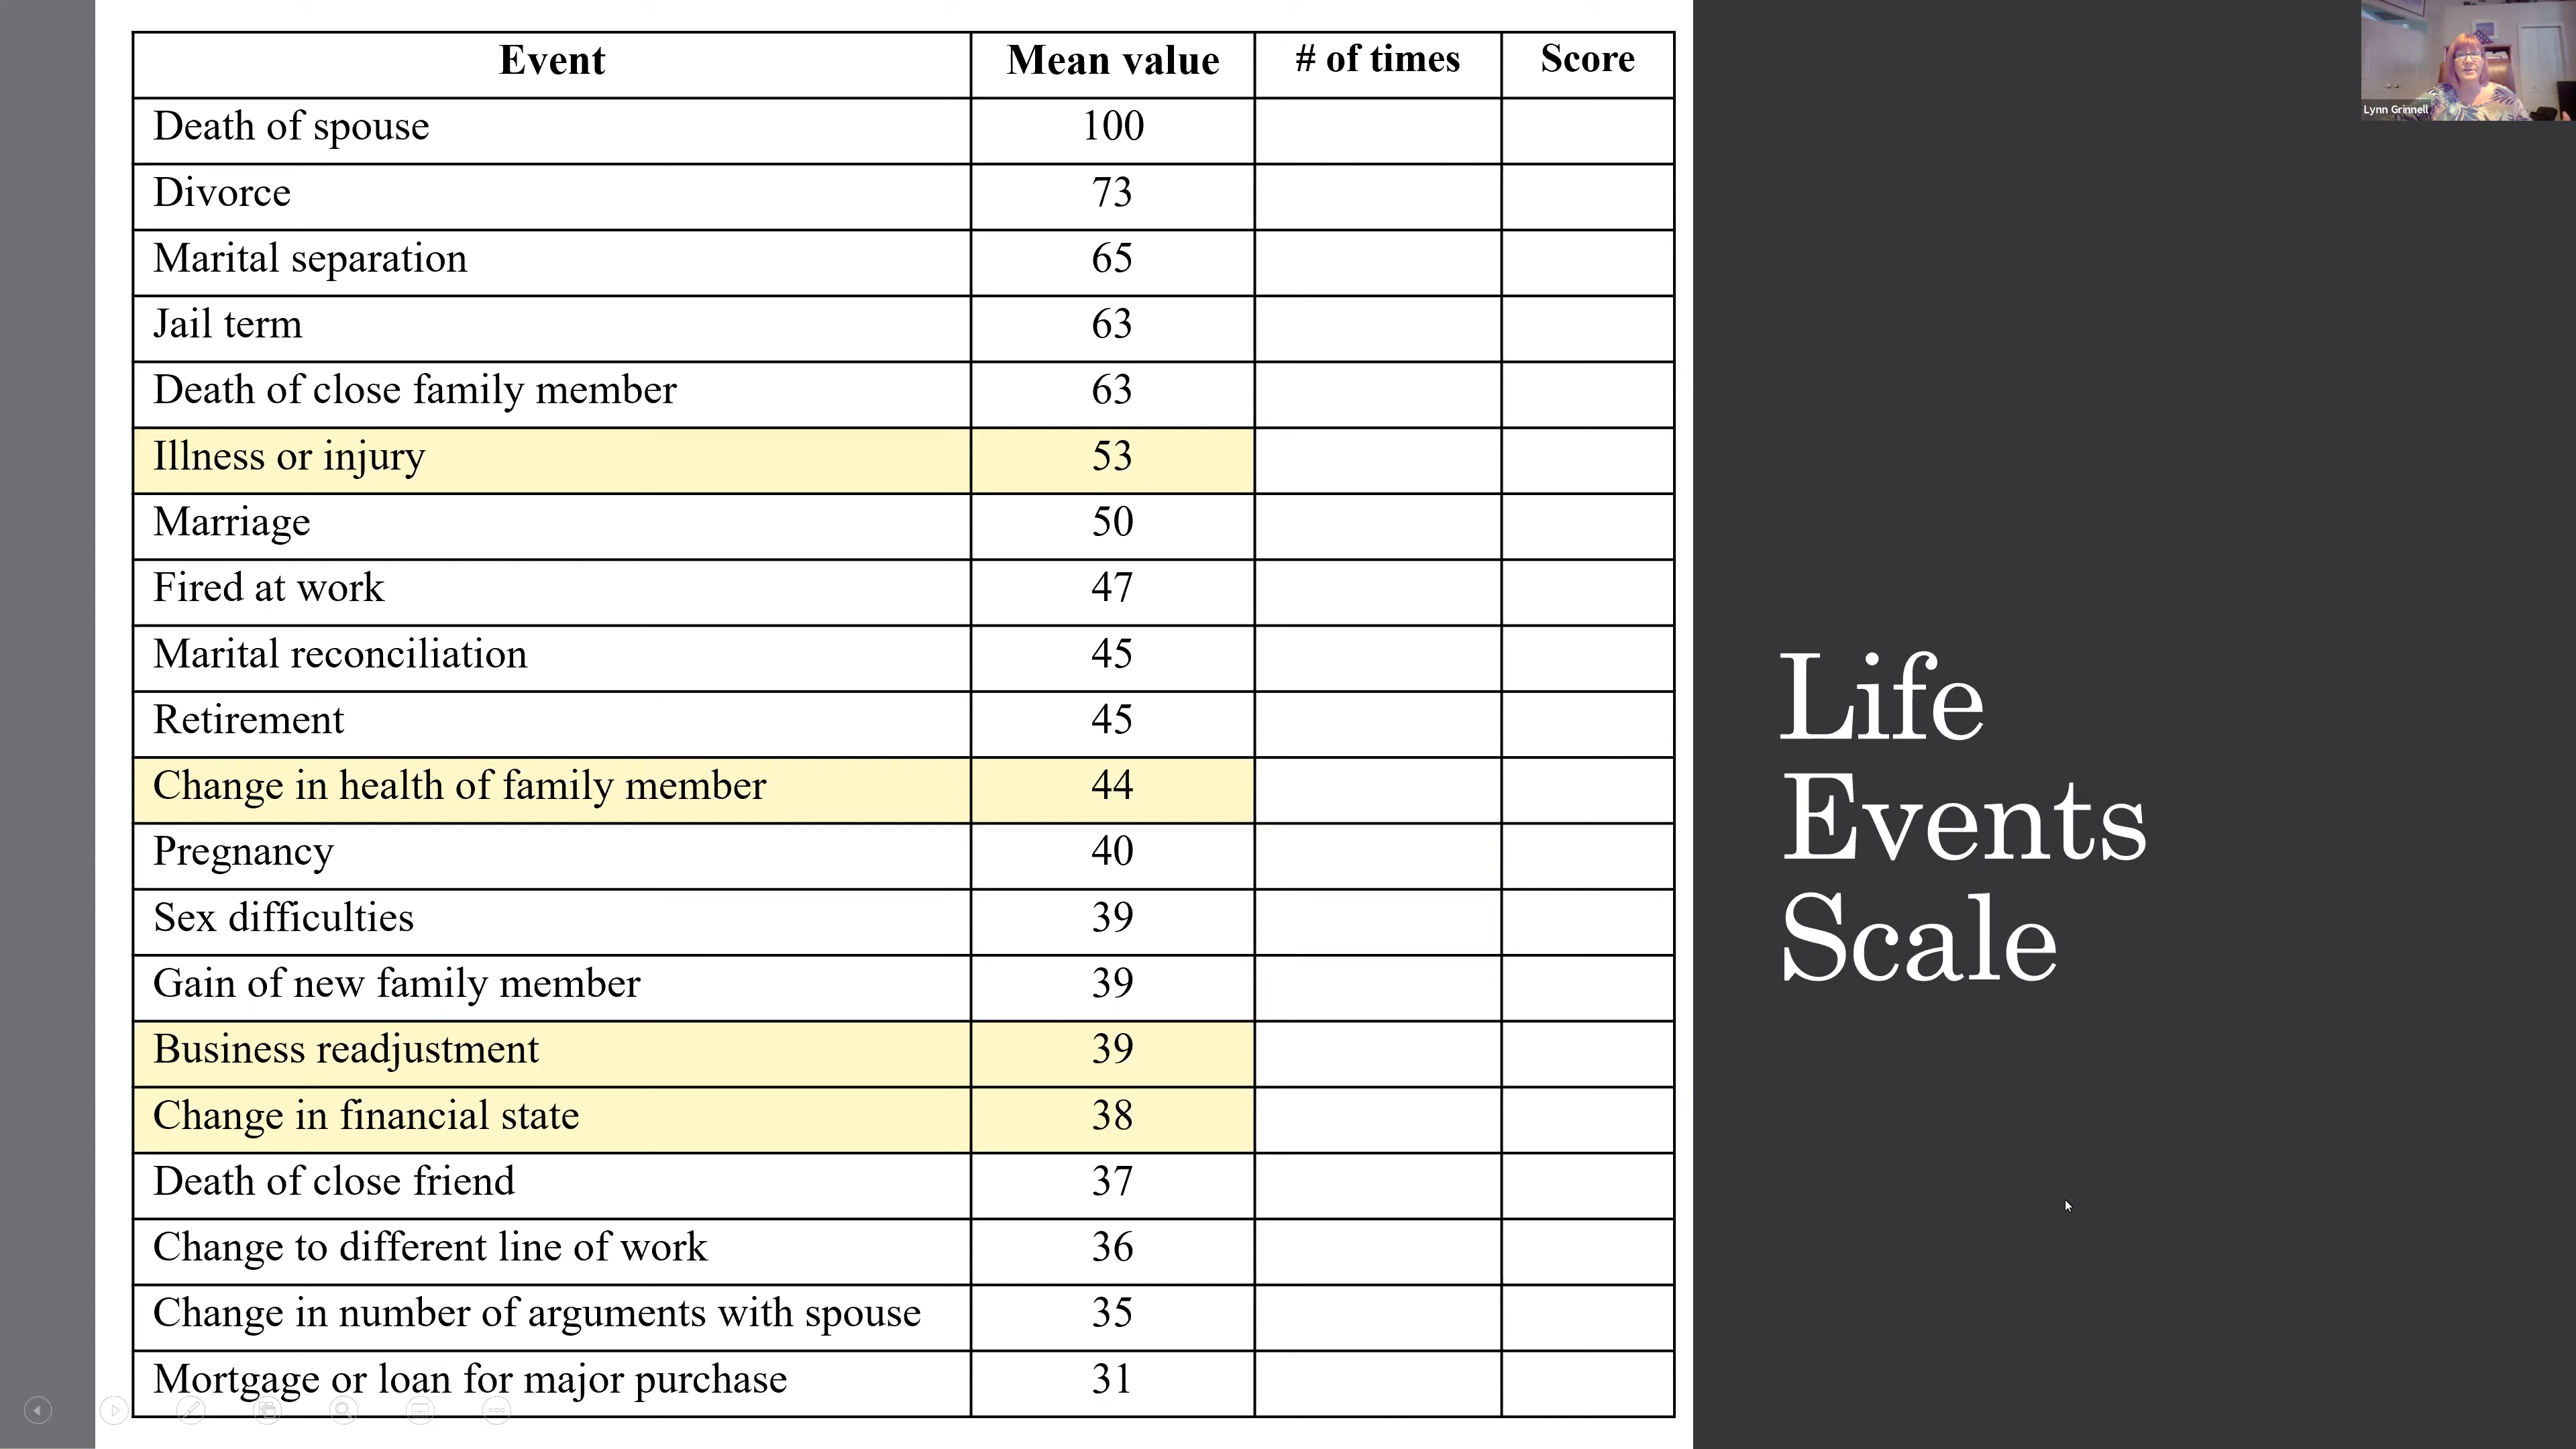 Event Mean value # of times Score
Death of spouse 100
Divorce 73
Marital separation 65
Jail term 63
Death of close family member 63
Illness or injury 53
Marriage 50
Fired at work 47
Marital reconciliation 45
Retirement 45
Change in health of family member 44
Pregnancy 40
Sex difficulties 39
Gain of new family member 39
Business readjustment 39
Change in financial state 38
Death of close friend 37
Change to different line of work 36
Change in number of arguments with spouse 35
Mortgage or loan for major purchase 31
Life
Events
Scale
Lynn Grinnell